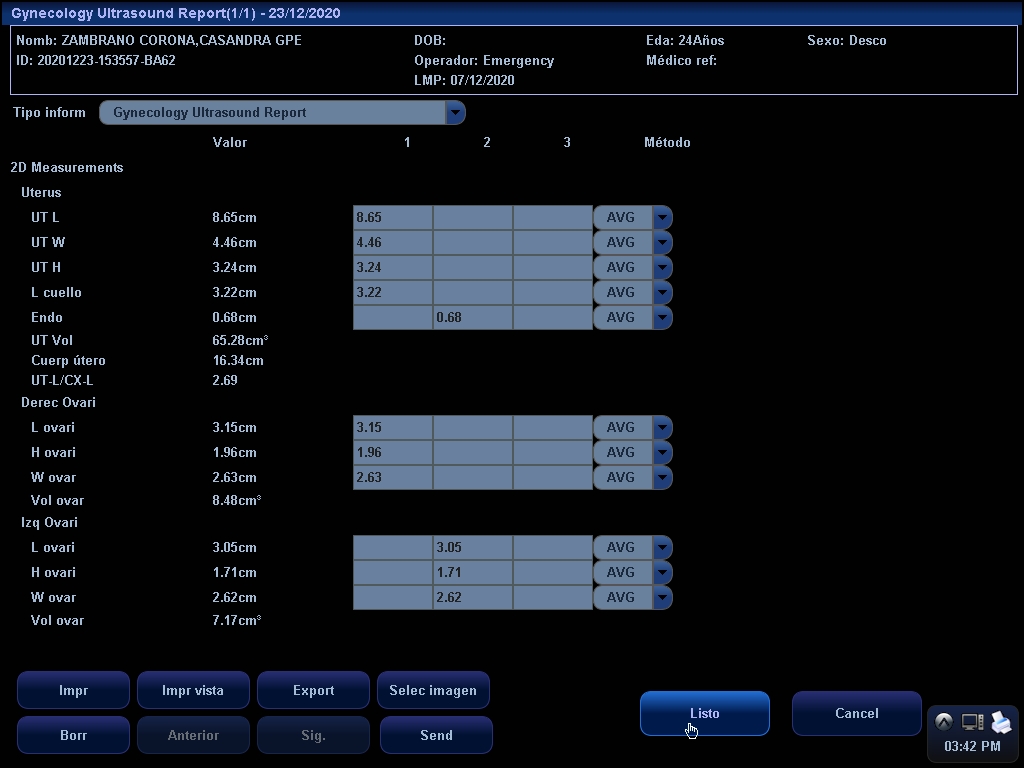 Gynecology Ultrasound Report(1/1) - 23/12/2020
Nomb: ZAMBRANO CORONA,CASANDRA GPE DOB: Eda: 24Años Sexo: Desco
ID: 20201223-153557-BA62 Operador: Emergency Médico ref:
LMP: 07/12/2020
Tipo inform Gynecology Ultrasound Report
Valor 1 2 3 Método
2D Measurements
Uterus
UT L 8.65cm 8.65 AVG
UT W 4.46cm 4.46 AVG
UT H 3.24cm 3.24 AVG
L cuello 3.22cm 3.22 AVG
Endo 0.68cm 0.68 AVG
UT Vol 65.28cm³
Cuerp útero 16.34cm
UT-L/CX-L 2.69
Derec Ovari
L ovari 3.15cm 3.15 AVG
H ovari 1.96cm 1.96 AVG
W ovar 2.63cm 2.63 AVG
Vol ovar 8.48cm³
Izq Ovari
L ovari 3.05cm 3.05 AVG
H ovari 1.71cm 1.71 AVG
W ovar 2.62cm 2.62 AVG
Vol ovar 7.17cm³
Impr Impr vista Export Selec imagen
Listo Cancel
Borr Anterior Sig. Send
03:42 PM